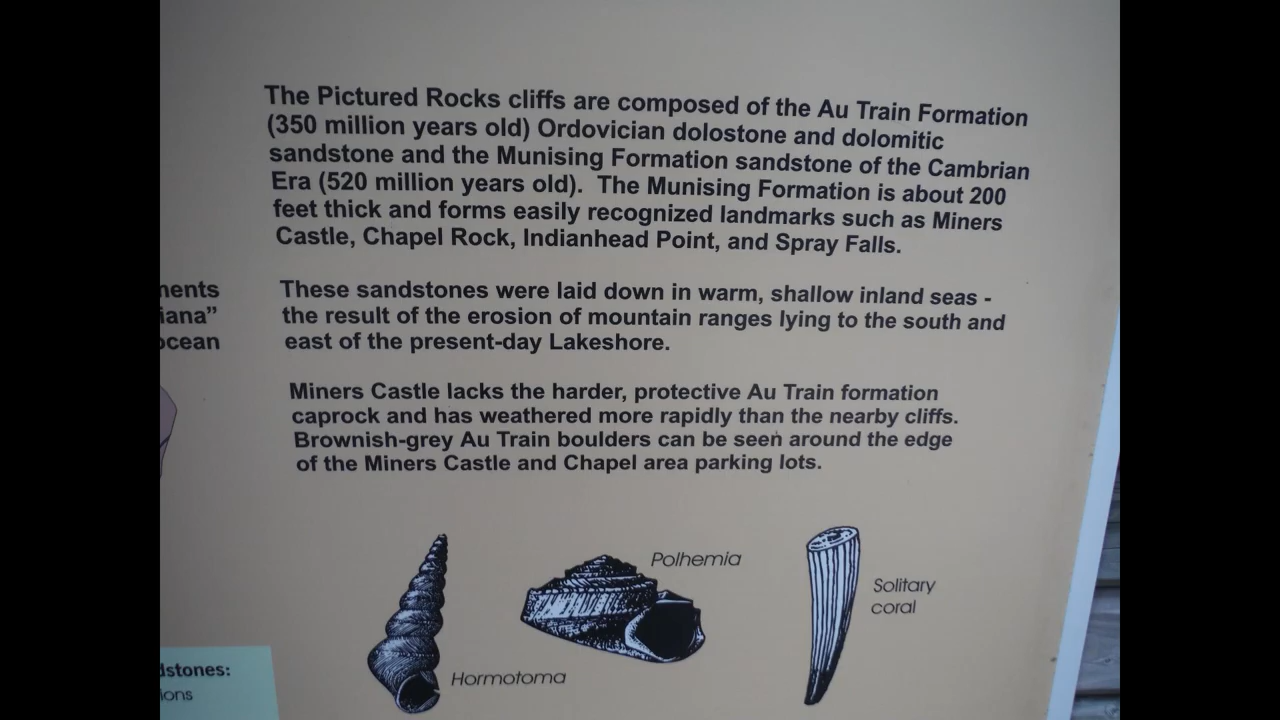 The Pictured Rocks cliffs are composed of the Au Train Formation
(350 million years old) Ordovician dolostone and dolomitic
sandstone and the Munising Formation sandstone of the Cambrian
Era (520 million years old). The Munising Formation is about 200
feet thick and forms easily recognized landmarks such as Miners
Castle, Chapel Rock, Indianhead Point, and Spray Falls.
These sandstones were laid down in warm, shallow inland seas -
the result of the erosion of mountain ranges lying to the south and
east of the present-day Lakeshore.
Miners Castle lacks the harder, protective Au Train formation
caprock and has weathered more rapidly than the nearby cliffs.
Brownish-grey Au Train boulders can be seen around the edge
of the Miners Castle and Chapel area parking lots.
Polhemia
Solitary
coral
Hormotoma